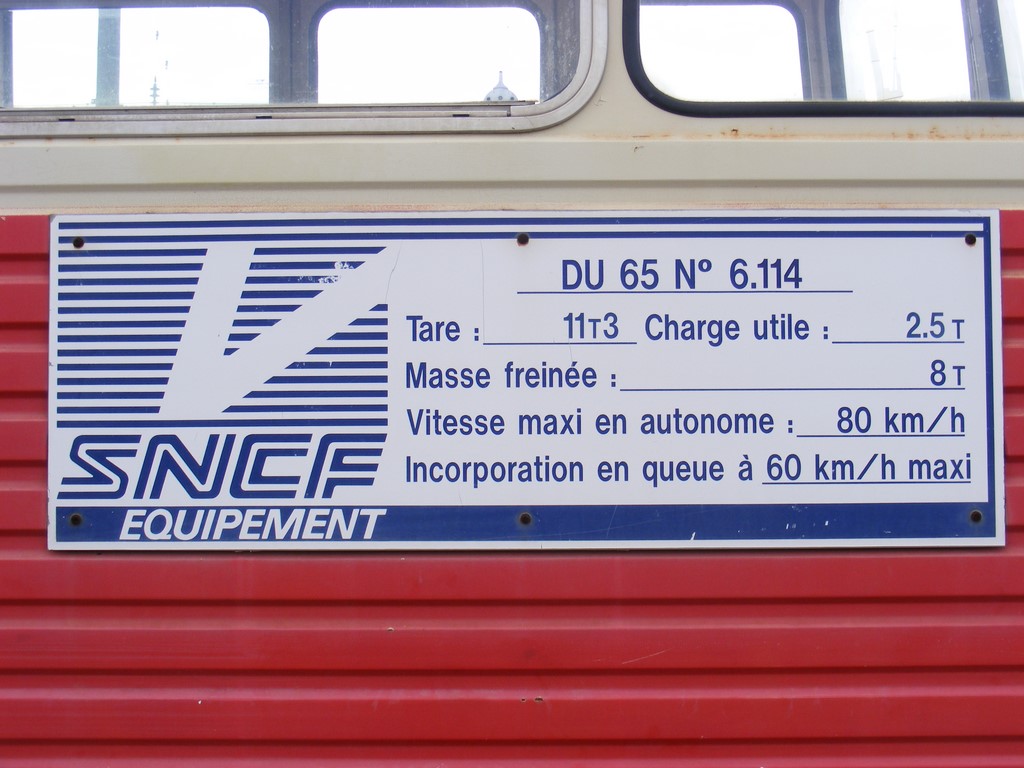 DU 65 Nº 6.114
Tare : 11T3 Charge utile : 2.5 T
Masse freinée : 8 T
Vitesse maxi en autonome : 80 km/h
Incorporation en queue à 60 km/h maxi
SNCF
EQUIPEMENT